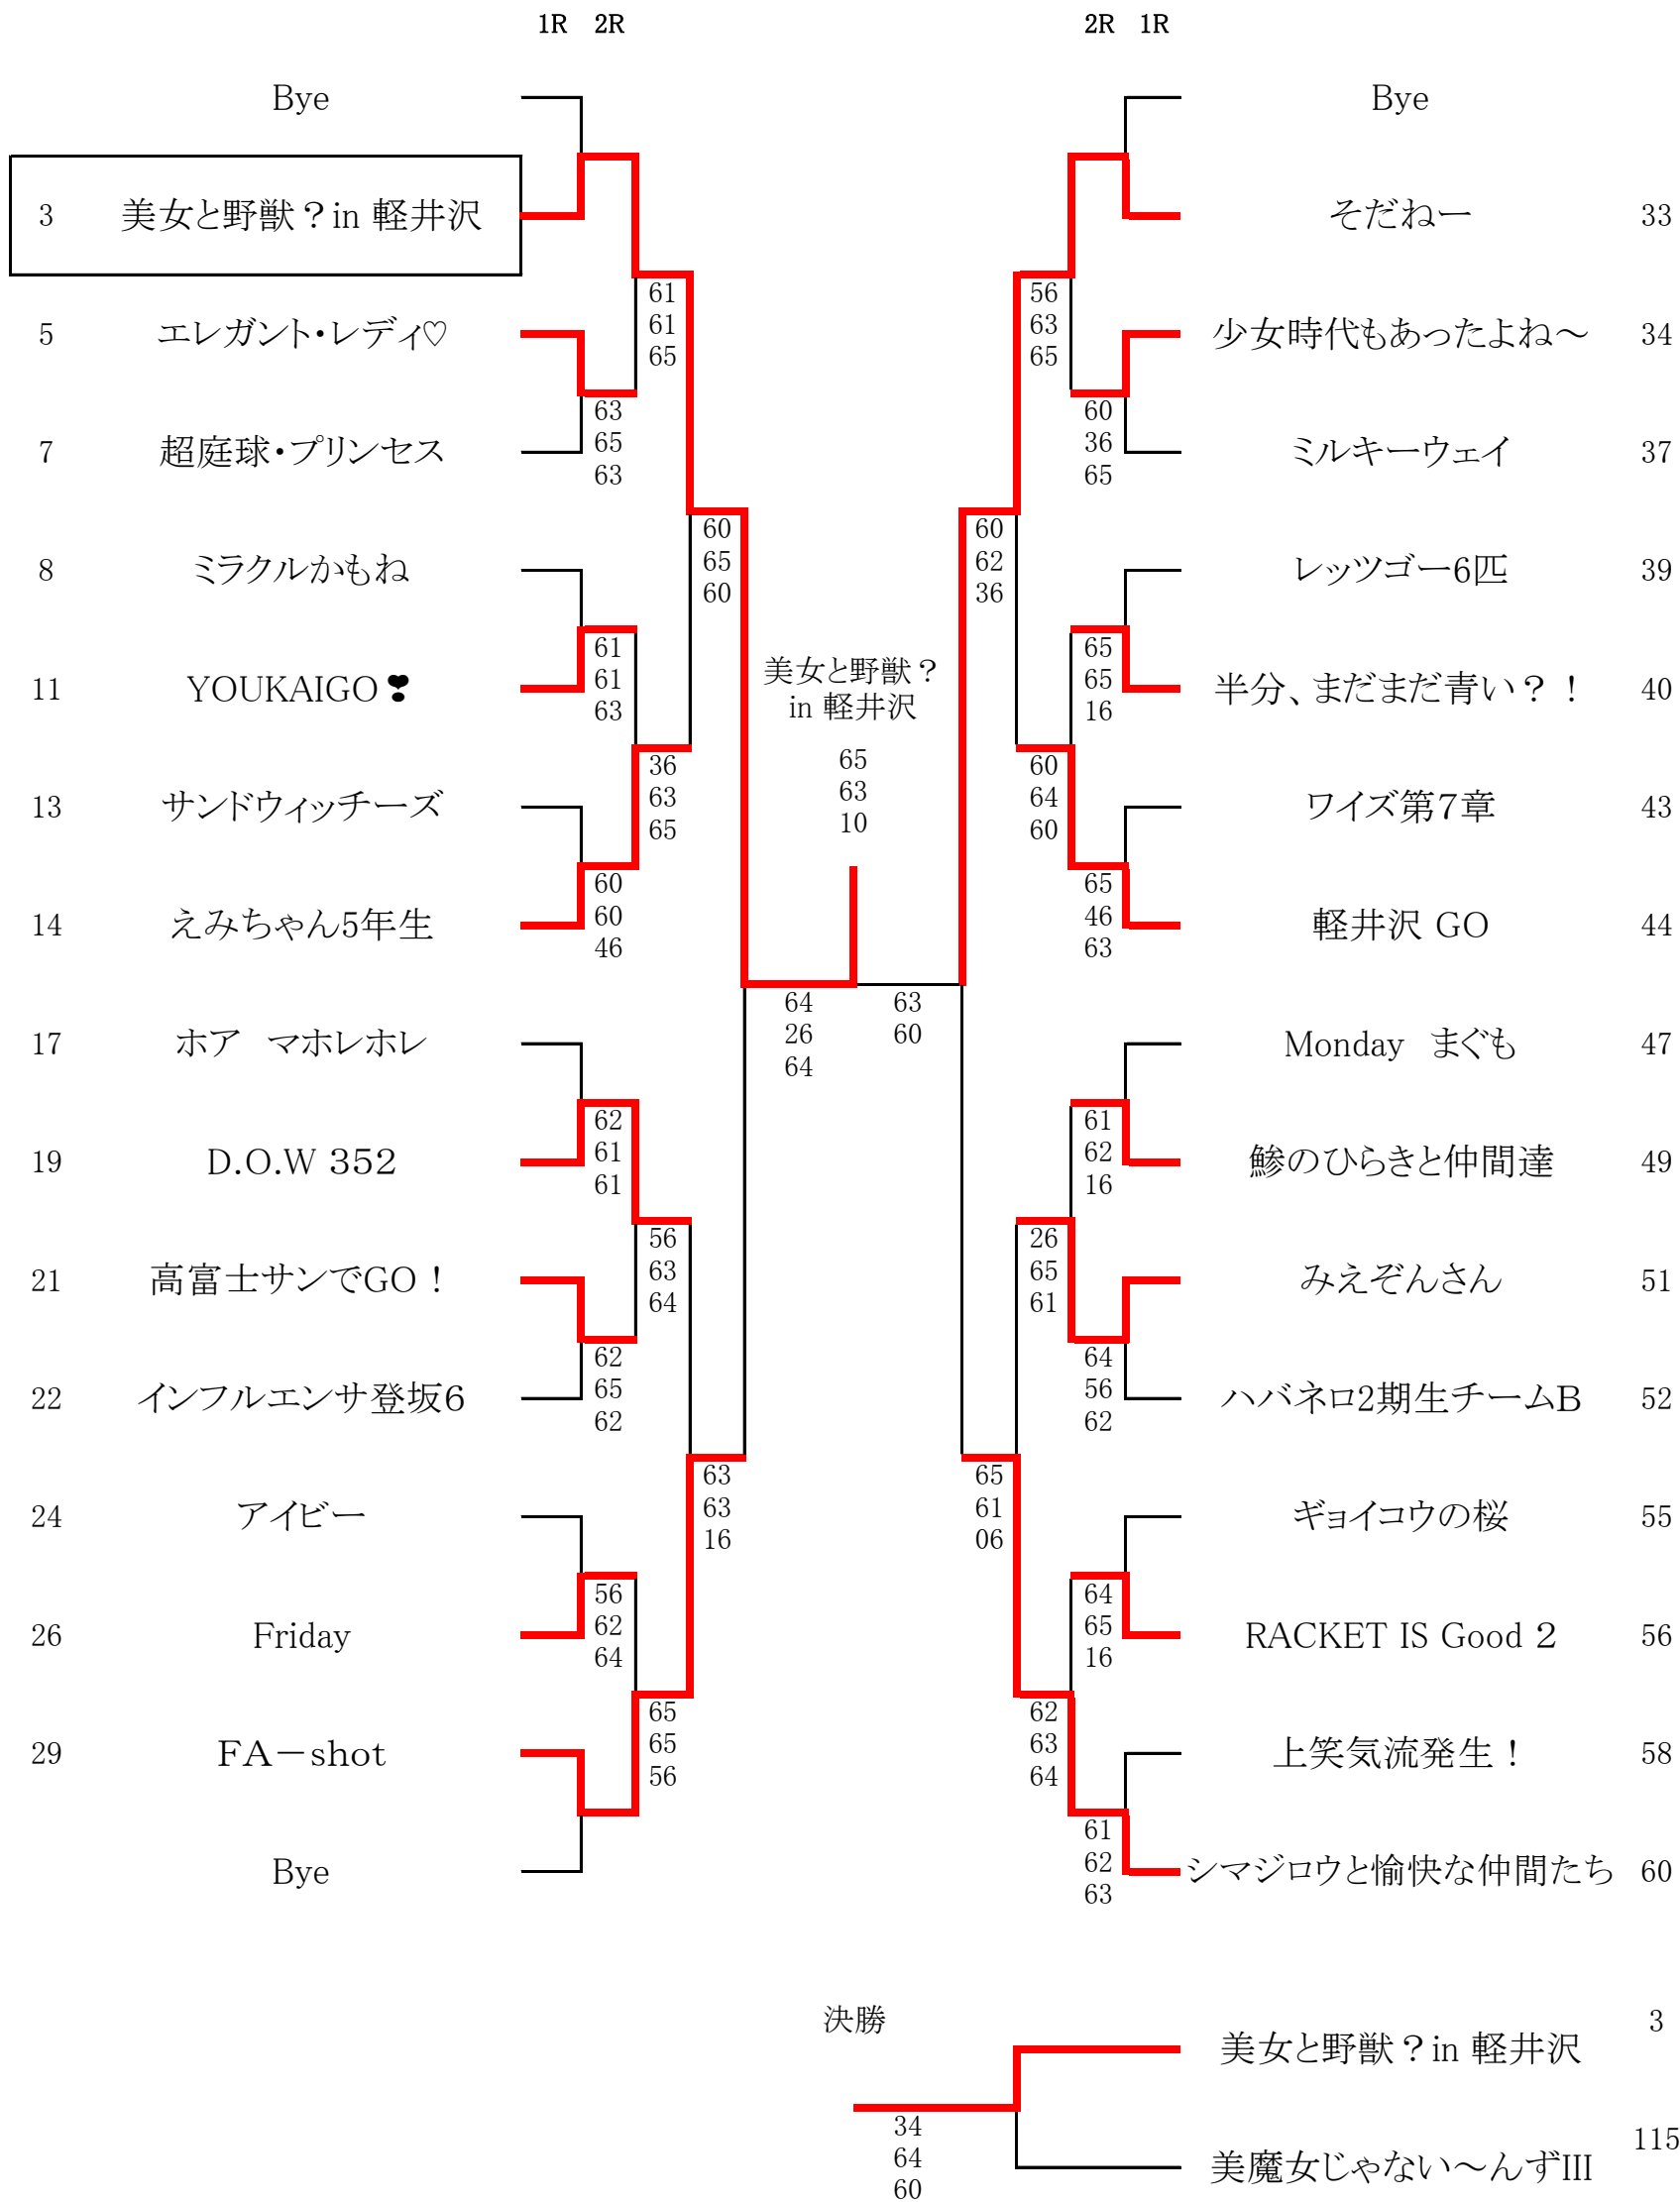 1R 2R
2R 1R
Bye
3 美女と野獣？in 軽井沢
5 エレガント・レディ♡
7 超庭球・プリンセス
8 ミラクルかもね
11 YOUKAIGO❣
13 サンドウィッチーズ
14 えみちゃん5年生
17 ホア　マホレホレ
19 D.O.W 352
21 高富士サンでGO！
22 インフルエンサ登坂6
24 アイビー
26 Friday
29 FA－shot
Bye
63
65
63
61
61
63
60
60
46
62
61
61
62
65
62
56
62
64
61
61
65
36
63
65
56
63
64
65
65
56
60
65
60
63
63
16
64
26
64
美女と野獣？
in 軽井沢
65
63
10
63
60
60
62
36
65
61
06
56
63
65
60
64
60
26
65
61
62
63
64
60
36
65
65
65
16
65
46
63
61
62
16
64
56
62
64
65
16
61
62
63
Bye
そだねー 33
少女時代もあったよね～ 34
ミルキーウェイ 37
レッツゴー6匹 39
半分、まだまだ青い？！ 40
ワイズ第7章 43
軽井沢 GO 44
Monday　まぐも 47
鯵のひらきと仲間達 49
みえぞんさん 51
ハバネロ2期生チームB 52
ギョイコウの桜 55
RACKET IS Good 2 56
上笑気流発生！ 58
シマジロウと愉快な仲間たち 60
決勝
美女と野獣？in 軽井沢 3
美魔女じゃない～んずIII 115
34
64
60